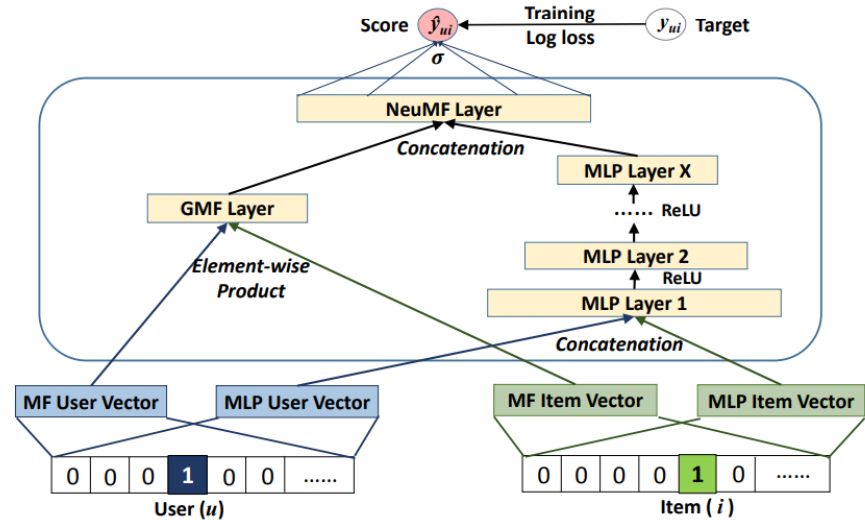 Score ŷui Training yui Target
Log loss
σ
NeuMF Layer
Concatenation
MLP Layer X
GMF Layer
...... ReLU
Element-wise
Product
MLP Layer 2
ReLU
MLP Layer 1
Concatenation
MF User Vector MLP User Vector MF Item Vector MLP Item Vector
0 0 0 1 0 0 ...... 0 0 0 0 1 0 ......
User (u) Item ( i )